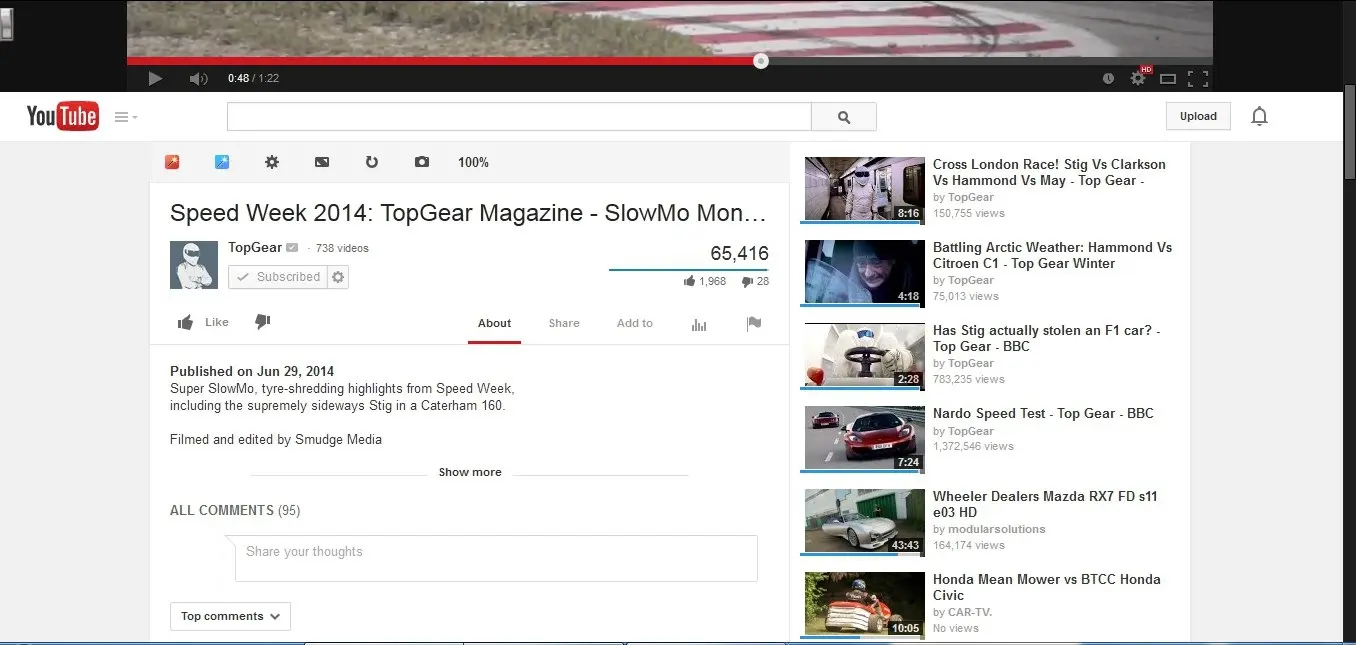 0:48 / 1:22
HD
YouTube
Upload
100%
Speed Week 2014: TopGear Magazine - SlowMo Mon...
TopGear · 738 videos
Subscribed
65,416
1,968 28
Like
About Share Add to
Published on Jun 29, 2014
Super SlowMo, tyre-shredding highlights from Speed Week,
including the supremely sideways Stig in a Caterham 160.
Filmed and edited by Smudge Media
Show more
ALL COMMENTS (95)
Share your thoughts
Top comments
8:16
Cross London Race! Stig Vs Clarkson
Vs Hammond Vs May - Top Gear -
by TopGear
150,755 views
4:18
Battling Arctic Weather: Hammond Vs
Citroen C1 - Top Gear Winter
by TopGear
75,013 views
2:28
Has Stig actually stolen an F1 car? -
Top Gear - BBC
by TopGear
783,235 views
7:24
Nardo Speed Test - Top Gear - BBC
by TopGear
1,372,546 views
43:43
Wheeler Dealers Mazda RX7 FD s11
e03 HD
by modularsolutions
164,174 views
10:05
Honda Mean Mower vs BTCC Honda
Civic
by CAR-TV.
No views